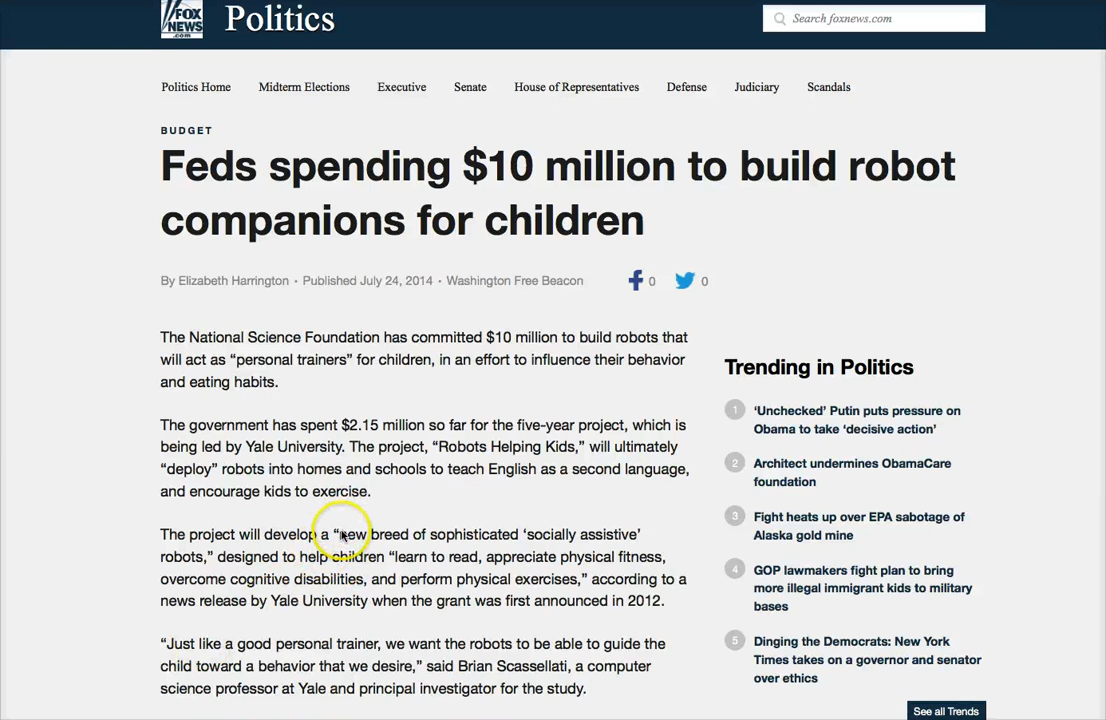 FOX
NEWS
.com
Politics
Search foxnews.com
Politics Home Midterm Elections Executive Senate House of Representatives Defense Judiciary Scandals
BUDGET
Feds spending $10 million to build robot
companions for children
By Elizabeth Harrington · Published July 24, 2014 · Washington Free Beacon 0 0
The National Science Foundation has committed $10 million to build robots that
will act as “personal trainers” for children, in an effort to influence their behavior
and eating habits.
The government has spent $2.15 million so far for the five-year project, which is
being led by Yale University. The project, “Robots Helping Kids,” will ultimately
“deploy” robots into homes and schools to teach English as a second language,
and encourage kids to exercise.
The project will develop a “new breed of sophisticated ‘socially assistive’
robots,” designed to help children “learn to read, appreciate physical fitness,
overcome cognitive disabilities, and perform physical exercises,” according to a
news release by Yale University when the grant was first announced in 2012.
“Just like a good personal trainer, we want the robots to be able to guide the
child toward a behavior that we desire,” said Brian Scassellati, a computer
science professor at Yale and principal investigator for the study.
Trending in Politics
1 ‘Unchecked’ Putin puts pressure on
Obama to take ‘decisive action’
2 Architect undermines ObamaCare
foundation
3 Fight heats up over EPA sabotage of
Alaska gold mine
4 GOP lawmakers fight plan to bring
more illegal immigrant kids to military
bases
5 Dinging the Democrats: New York
Times takes on a governor and senator
over ethics
See all Trends